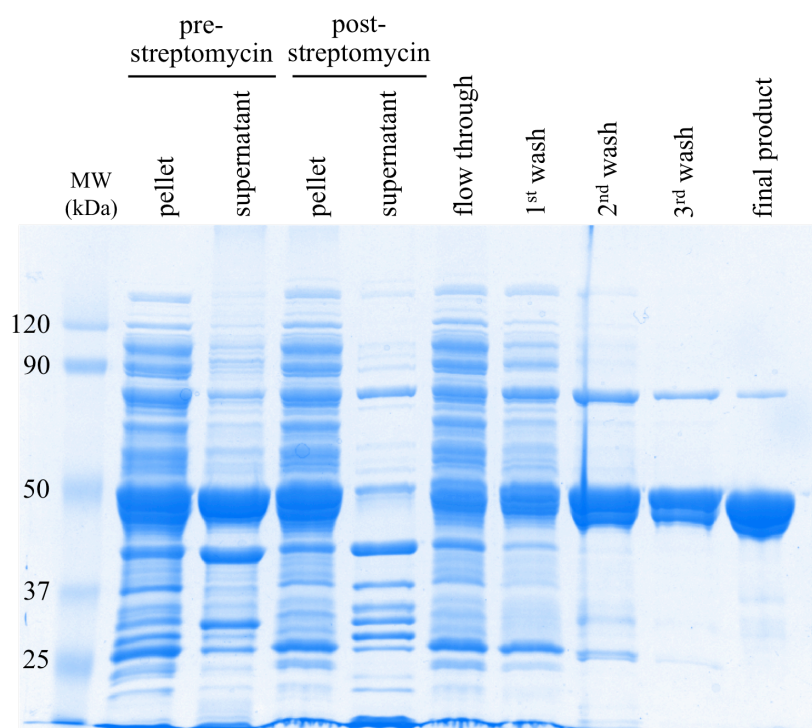 pre-
streptomycin
post-
streptomycin
MW
(kDa)
pellet
supernatant
pellet
supernatant
flow through
1st wash
2nd wash
3rd wash
final product
120
90
50
37
25